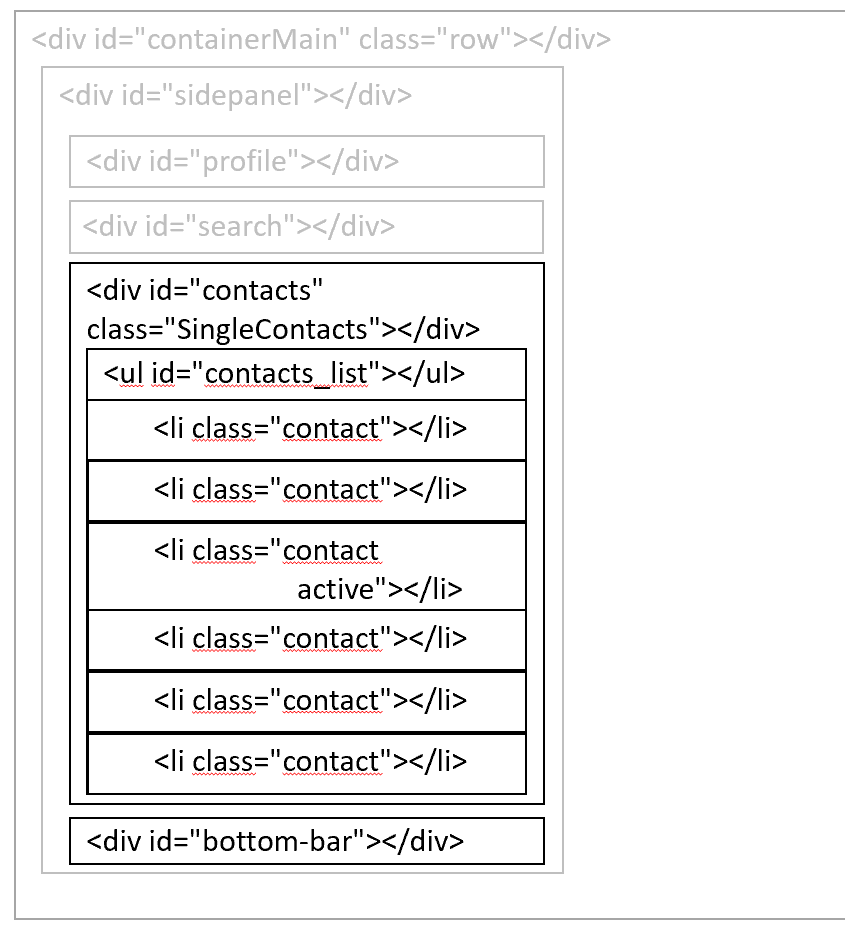 <div id="containerMain" class="row"></div>
<div id="sidepanel"></div>
<div id="profile"></div>
<div id="search"></div>
<div id="contacts"
class="SingleContacts"></div>
<ul id="contacts_list"></ul>
<li class="contact"></li>
<li class="contact"></li>
<li class="contact
active"></li>
<li class="contact"></li>
<li class="contact"></li>
<li class="contact"></li>
<div id="bottom-bar"></div>